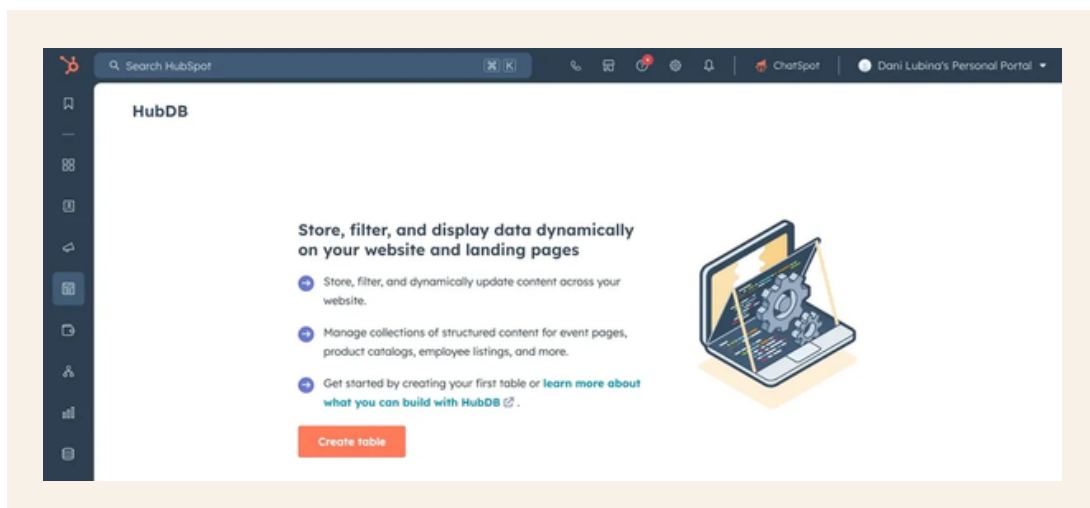 Search HubSpot
⌘ K
ChatSpot
Dani Lubina's Personal Portal
HubDB
Store, filter, and display data dynamically
on your website and landing pages
Store, filter, and dynamically update content across your
website.
Manage collections of structured content for event pages,
product catalogs, employee listings, and more.
Get started by creating your first table or learn more about
what you can build with HubDB .
Create table